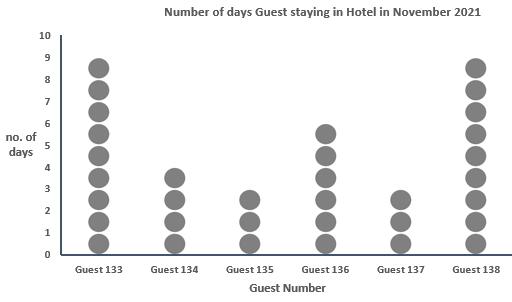 Number of days Guest staying in Hotel in November 2021
10
9
8
7
6
5
4
3
2
1
0
no. of
days
Guest 133 Guest 134 Guest 135 Guest 136 Guest 137 Guest 138
Guest Number